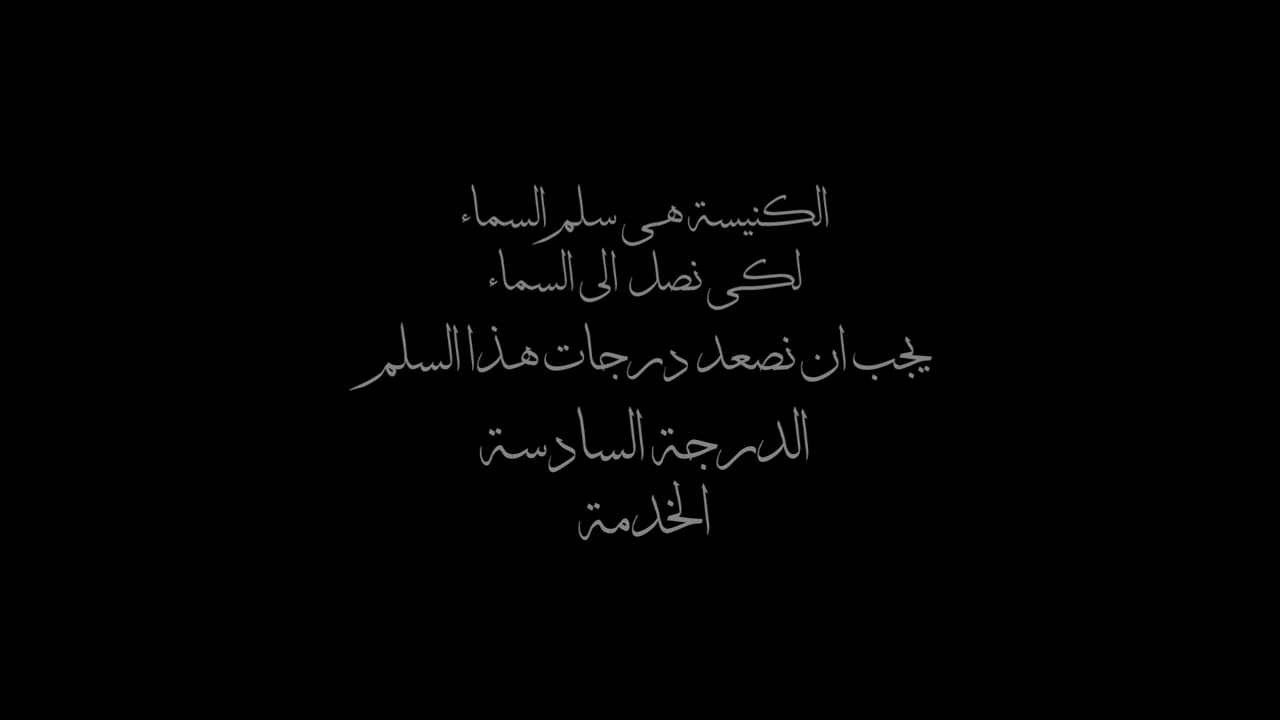 الكنيسة هى سلم السماء
لكى نصل الى السماء
يجب ان نصعد درجات هذا السلم
الدرجة السادسة
الخدمة